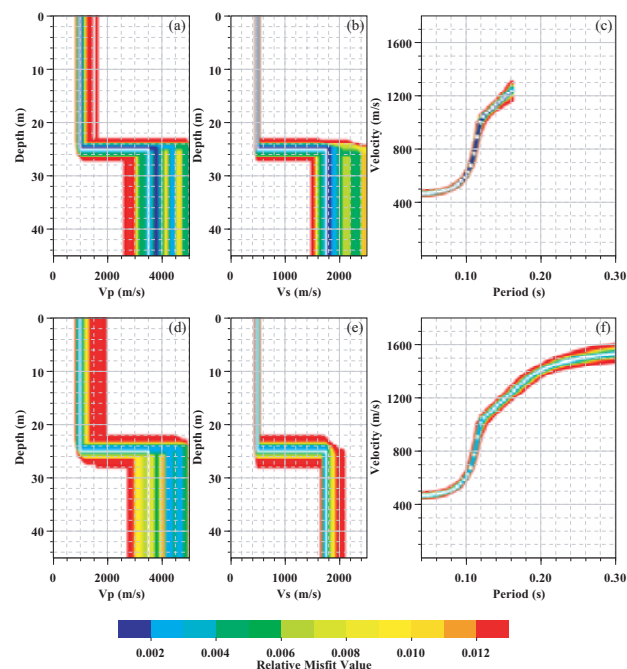 (a)
0
10
20
30
40
Depth (m)
0
2000
4000
Vp (m/s)
(b)
0
10
20
30
40
Depth (m)
0
2000
Vs (m/s)
(c)
1600
1200
800
400
Velocity (m/s)
0.10
0.20
0.30
Period (s)
(d)
0
10
20
30
40
Depth (m)
0
2000
4000
Vp (m/s)
(e)
0
10
20
30
40
Depth (m)
0
2000
Vs (m/s)
(f)
1600
1200
800
400
Velocity (m/s)
0.10
0.20
0.30
Period (s)
0.002
0.004
0.006
0.008
0.010
0.012
Relative Misfit Value